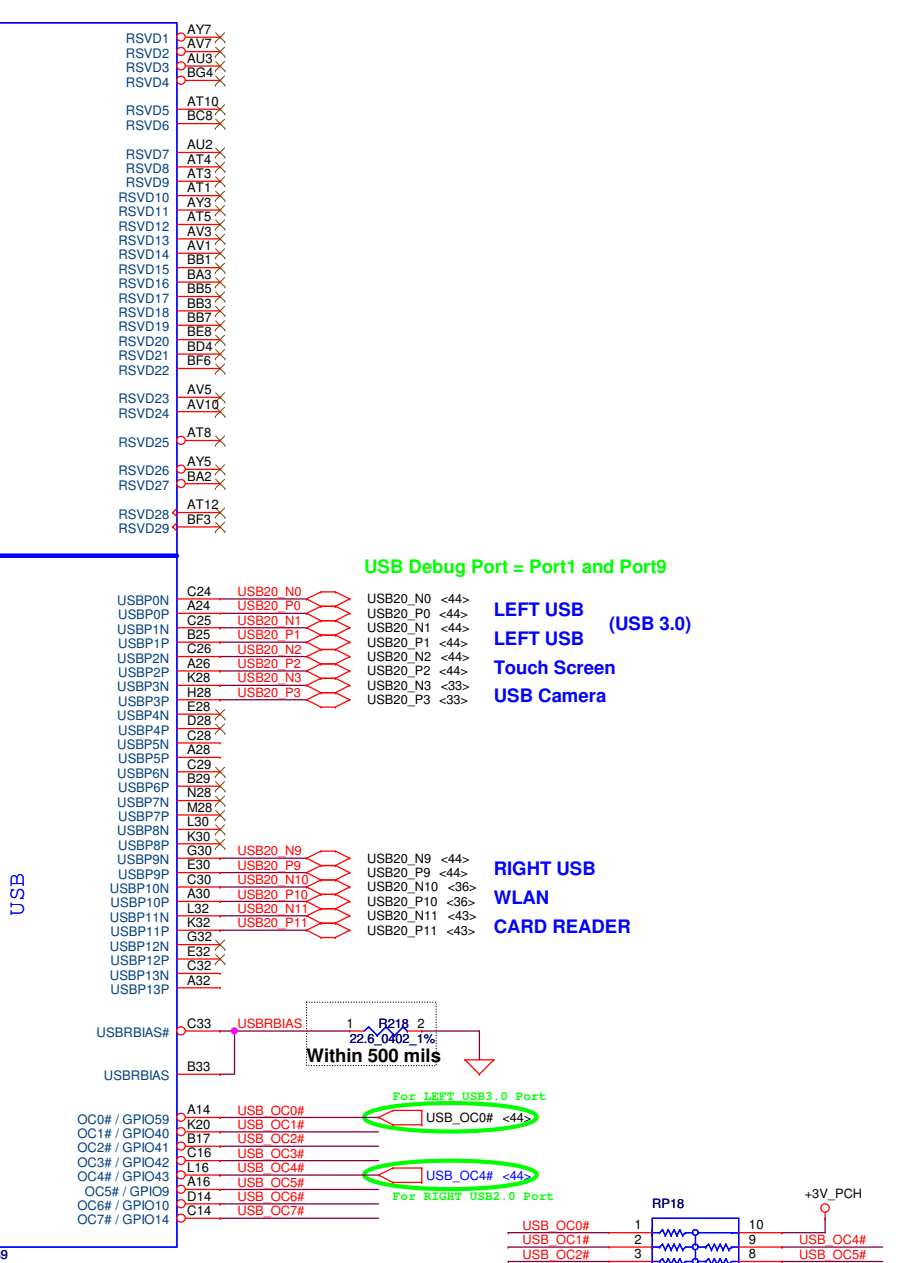 RSVD1 AY7
RSVD2 AV7
RSVD3 AU3
RSVD4 BG4
RSVD5 AT10
RSVD6 BC8
RSVD7 AU2
RSVD8 AT4
RSVD9 AT3
RSVD10 AT1
RSVD11 AY3
RSVD12 AT5
RSVD13 AV3
RSVD14 AV1
RSVD15 BB1
RSVD16 BA3
RSVD17 BB5
RSVD18 BB3
RSVD19 BB7
RSVD20 BE8
RSVD21 BD4
RSVD22 BF6
RSVD23 AV5
RSVD24 AV10
RSVD25 AT8
RSVD26 AY5
RSVD27 BA2
RSVD28 AT12
RSVD29 BF3
USB Debug Port = Port1 and Port9
USB
USBP0N C24 USB20_N0 USB20_N0 <44>
USBP0P A24 USB20_P0 USB20_P0 <44> LEFT USB
USBP1N C25 USB20_N1 USB20_N1 <44> (USB 3.0)
USBP1P B25 USB20_P1 USB20_P1 <44> LEFT USB
USBP2N C26 USB20_N2 USB20_N2 <44>
USBP2P A26 USB20_P2 USB20_P2 <44> Touch Screen
USBP3N K28 USB20_N3 USB20_N3 <33>
USBP3P H28 USB20_P3 USB20_P3 <33> USB Camera
USBP4N E28
USBP4P D28
USBP5N C28
USBP5P A28
USBP6N C29
USBP6P B29
USBP7N N28
USBP7P M28
USBP8N L30
USBP8P K30
USBP9N G30 USB20_N9 USB20_N9 <44>
USBP9P E30 USB20_P9 USB20_P9 <44> RIGHT USB
USBP10N C30 USB20_N10 USB20_N10 <36>
USBP10P A30 USB20_P10 USB20_P10 <36> WLAN
USBP11N L32 USB20_N11 USB20_N11 <43>
USBP11P K32 USB20_P11 USB20_P11 <43> CARD READER
USBP12N G32
USBP12P E32
USBP13N C32
USBP13P A32
USBRBIAS# C33 USBRBIAS 1 R218 2
22.6_0402_1%
Within 500 mils
USBRBIAS B33
For LEFT USB3.0 Port
OC0# / GPIO59 A14 USB_OC0# USB_OC0# <44>
OC1# / GPIO40 K20 USB_OC1#
OC2# / GPIO41 B17 USB_OC2#
OC3# / GPIO42 C16 USB_OC3#
OC4# / GPIO43 L16 USB_OC4# USB_OC4# <44>
OC5# / GPIO9 A16 USB_OC5#
For RIGHT USB2.0 Port
OC6# / GPIO10 D14 USB_OC6#
OC7# / GPIO14 C14 USB_OC7#
RP18 +3V_PCH
USB_OC0# 1 10
USB_OC1# 2 9 USB_OC4#
USB_OC2# 3 8 USB_OC5#